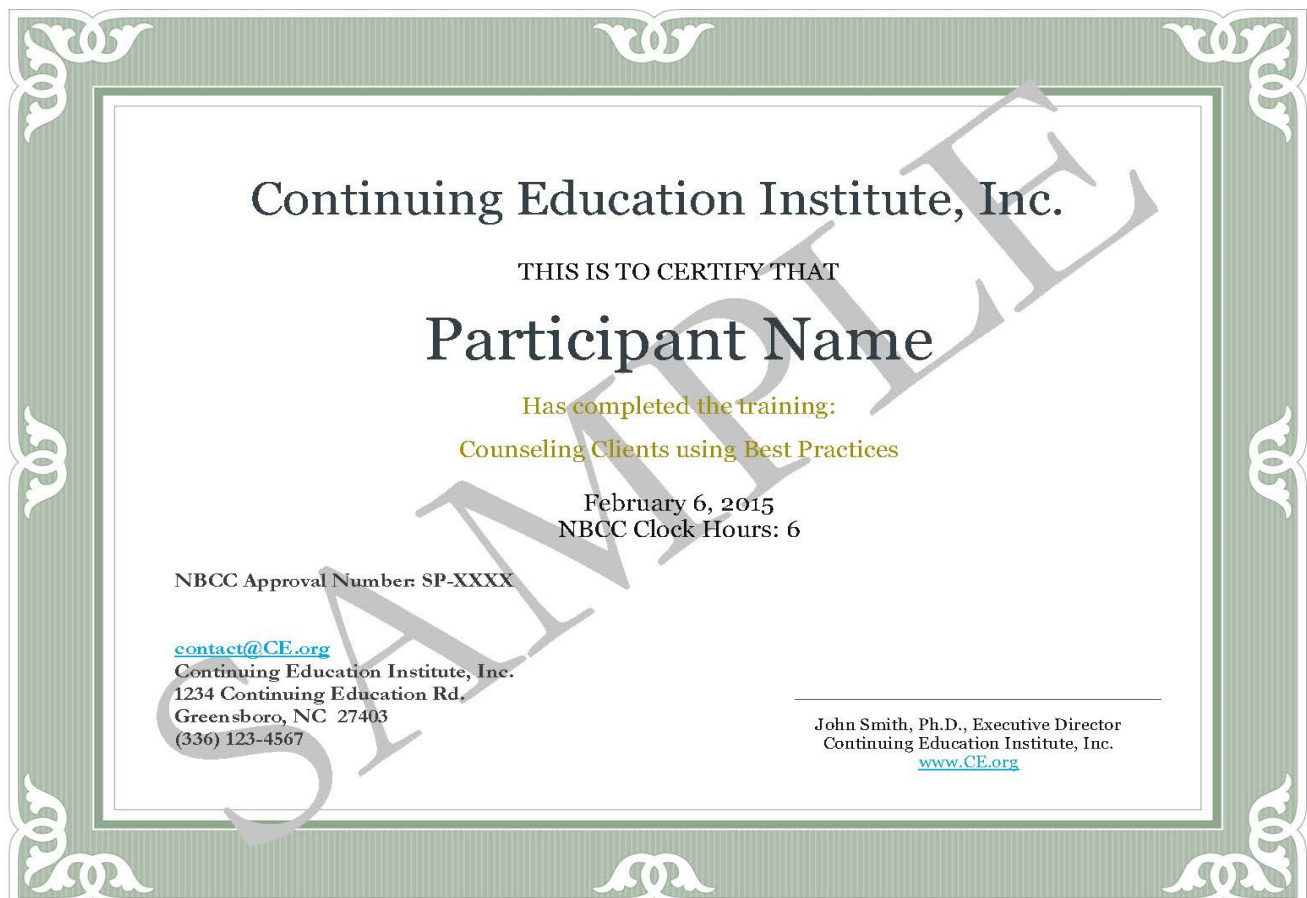 Continuing Education Institute, Inc.
THIS IS TO CERTIFY THAT
Participant Name
Has completed the training:
Counseling Clients using Best Practices
February 6, 2015
NBCC Clock Hours: 6
NBCC Approval Number: SP-XXXX
contact@CE.org
Continuing Education Institute, Inc.
1234 Continuing Education Rd.
Greensboro, NC  27403
(336) 123-4567
John Smith, Ph.D., Executive Director
Continuing Education Institute, Inc.
www.CE.org
SAMPLE